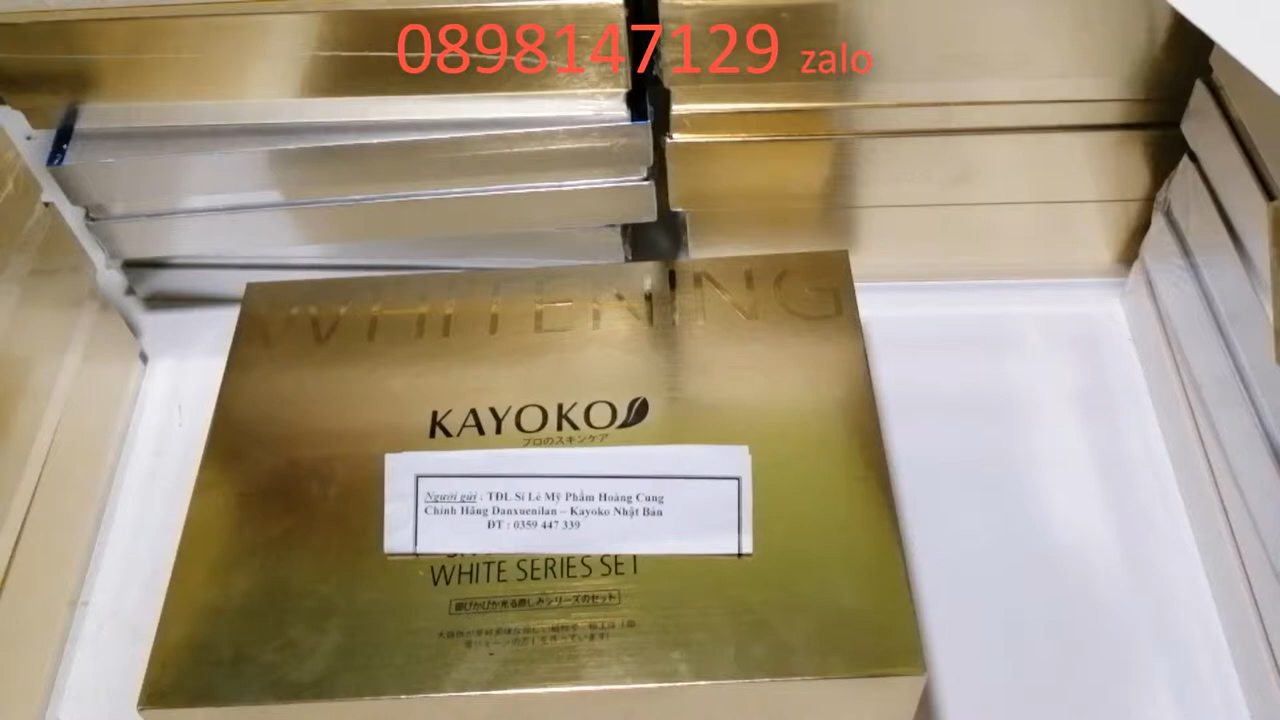 0898147129 zalo
WHITENING
KAYOKO
プロのスキンケア
Người gửi : TĐL Sỉ Lẻ Mỹ Phẩm Hoàng Cung
Chính Hãng Danxuenilan – Kayoko Nhật Bản
ĐT : 0359 447 339
WHITE SERIES SET